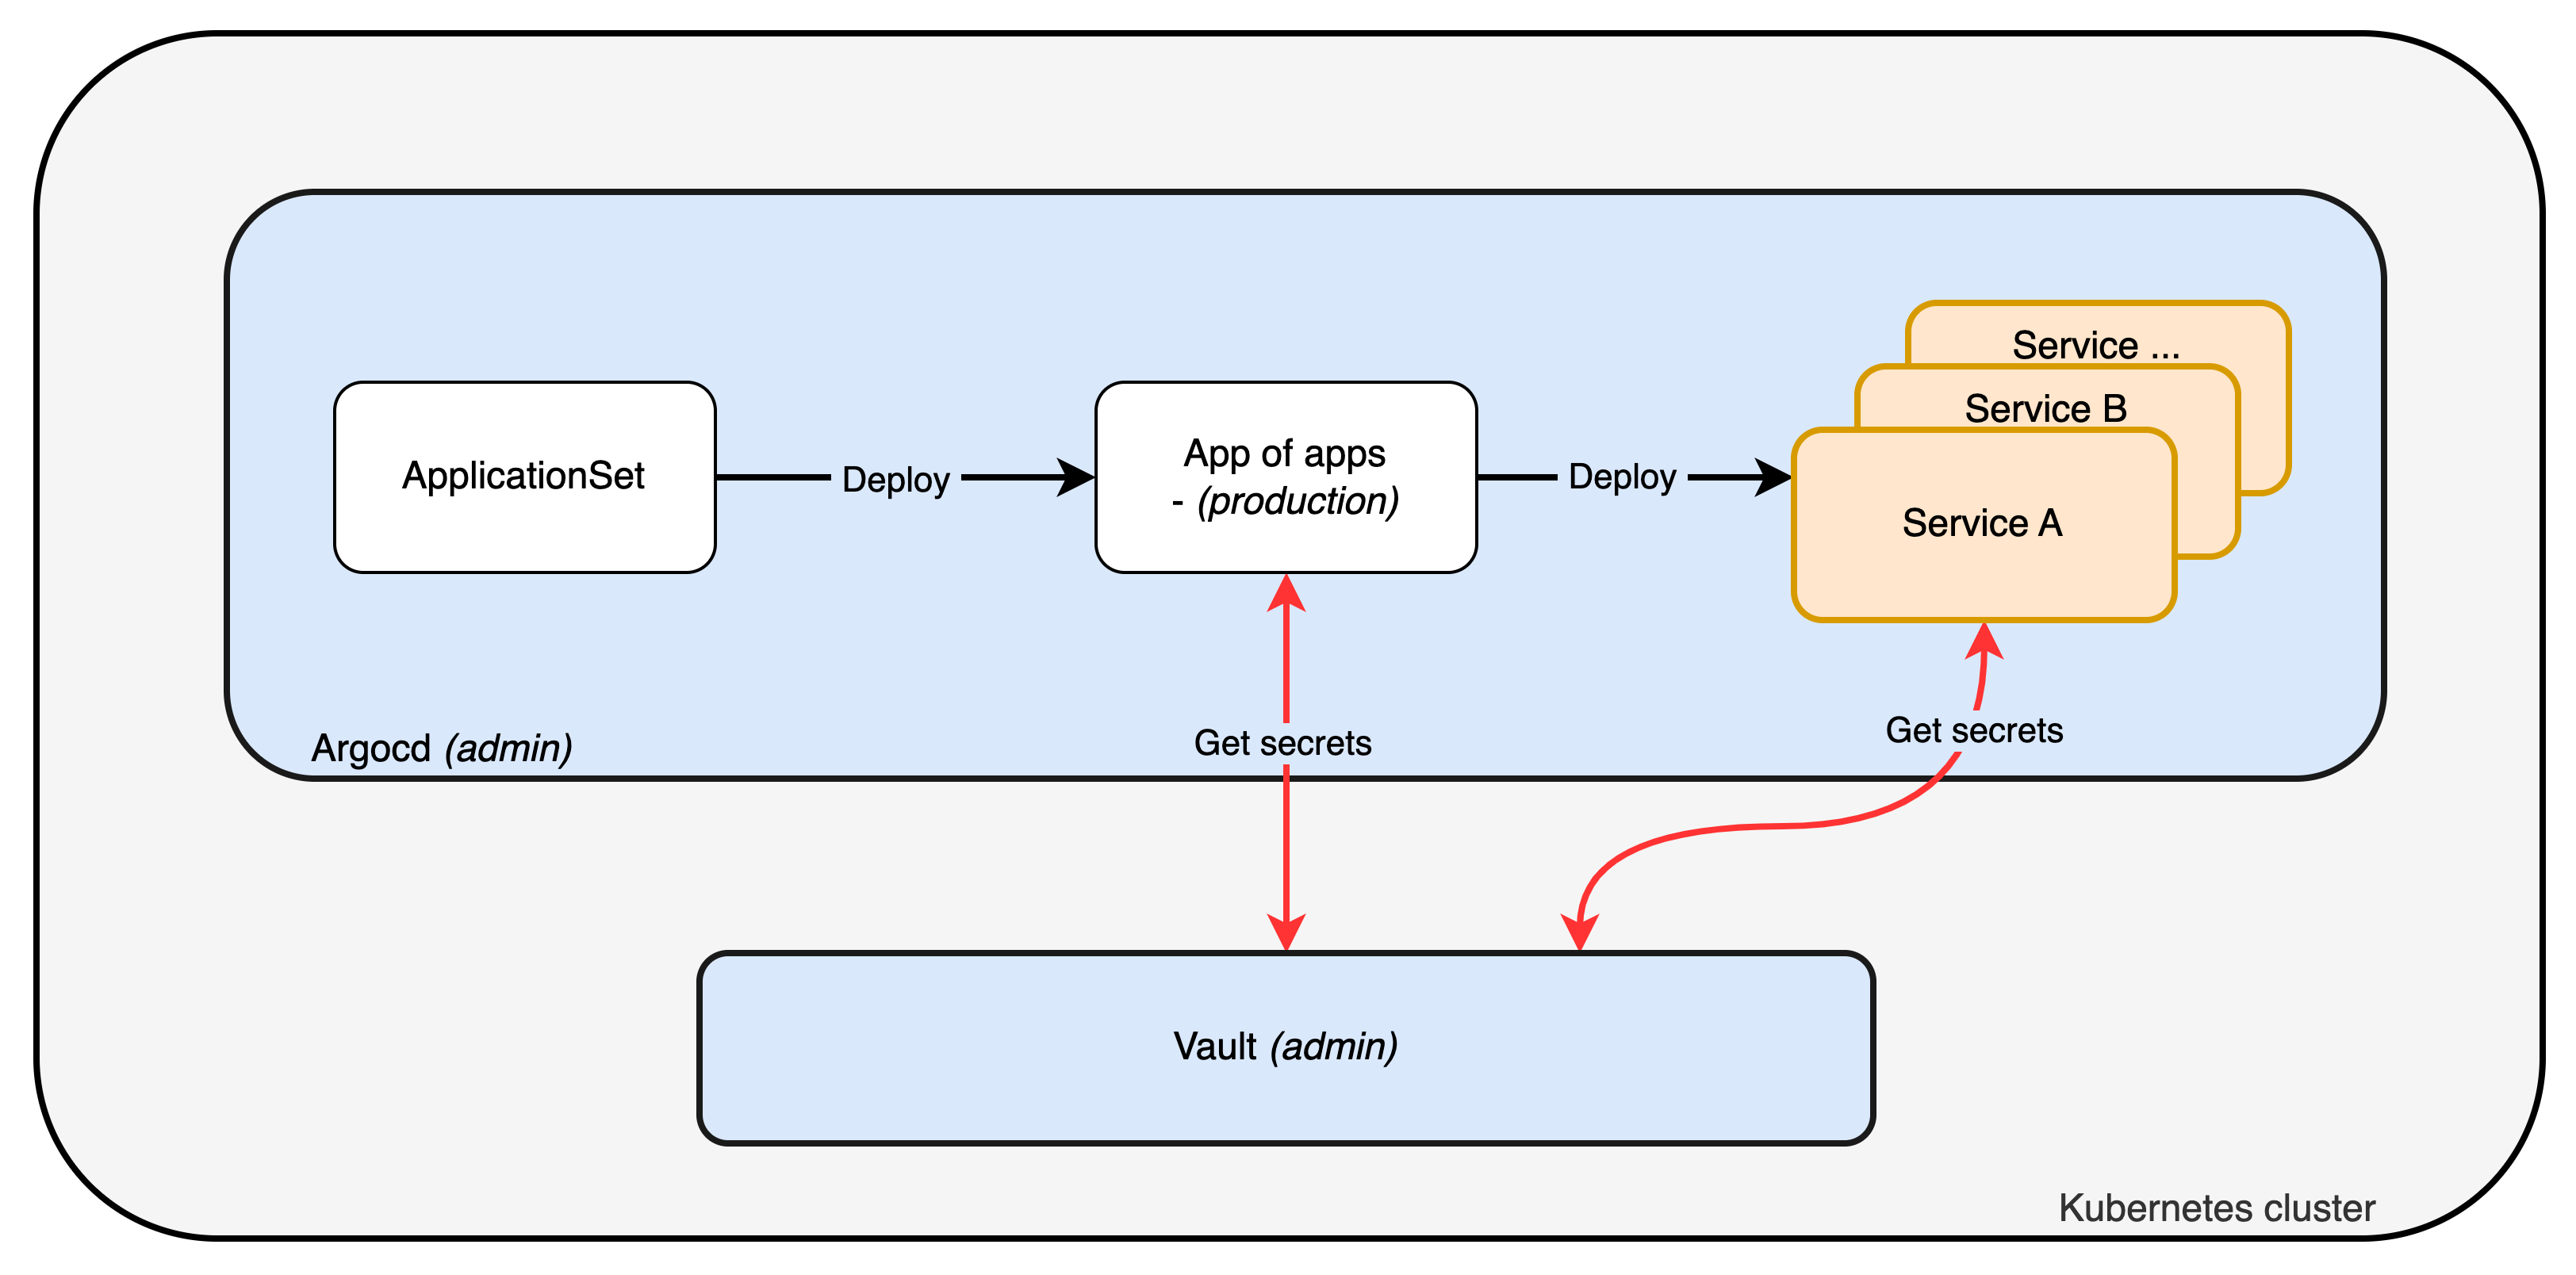 Service ...
Service B
Service A
ApplicationSet
Deploy
App of apps
- (production)
Deploy
Get secrets
Get secrets
Argocd (admin)
Vault (admin)
Kubernetes cluster